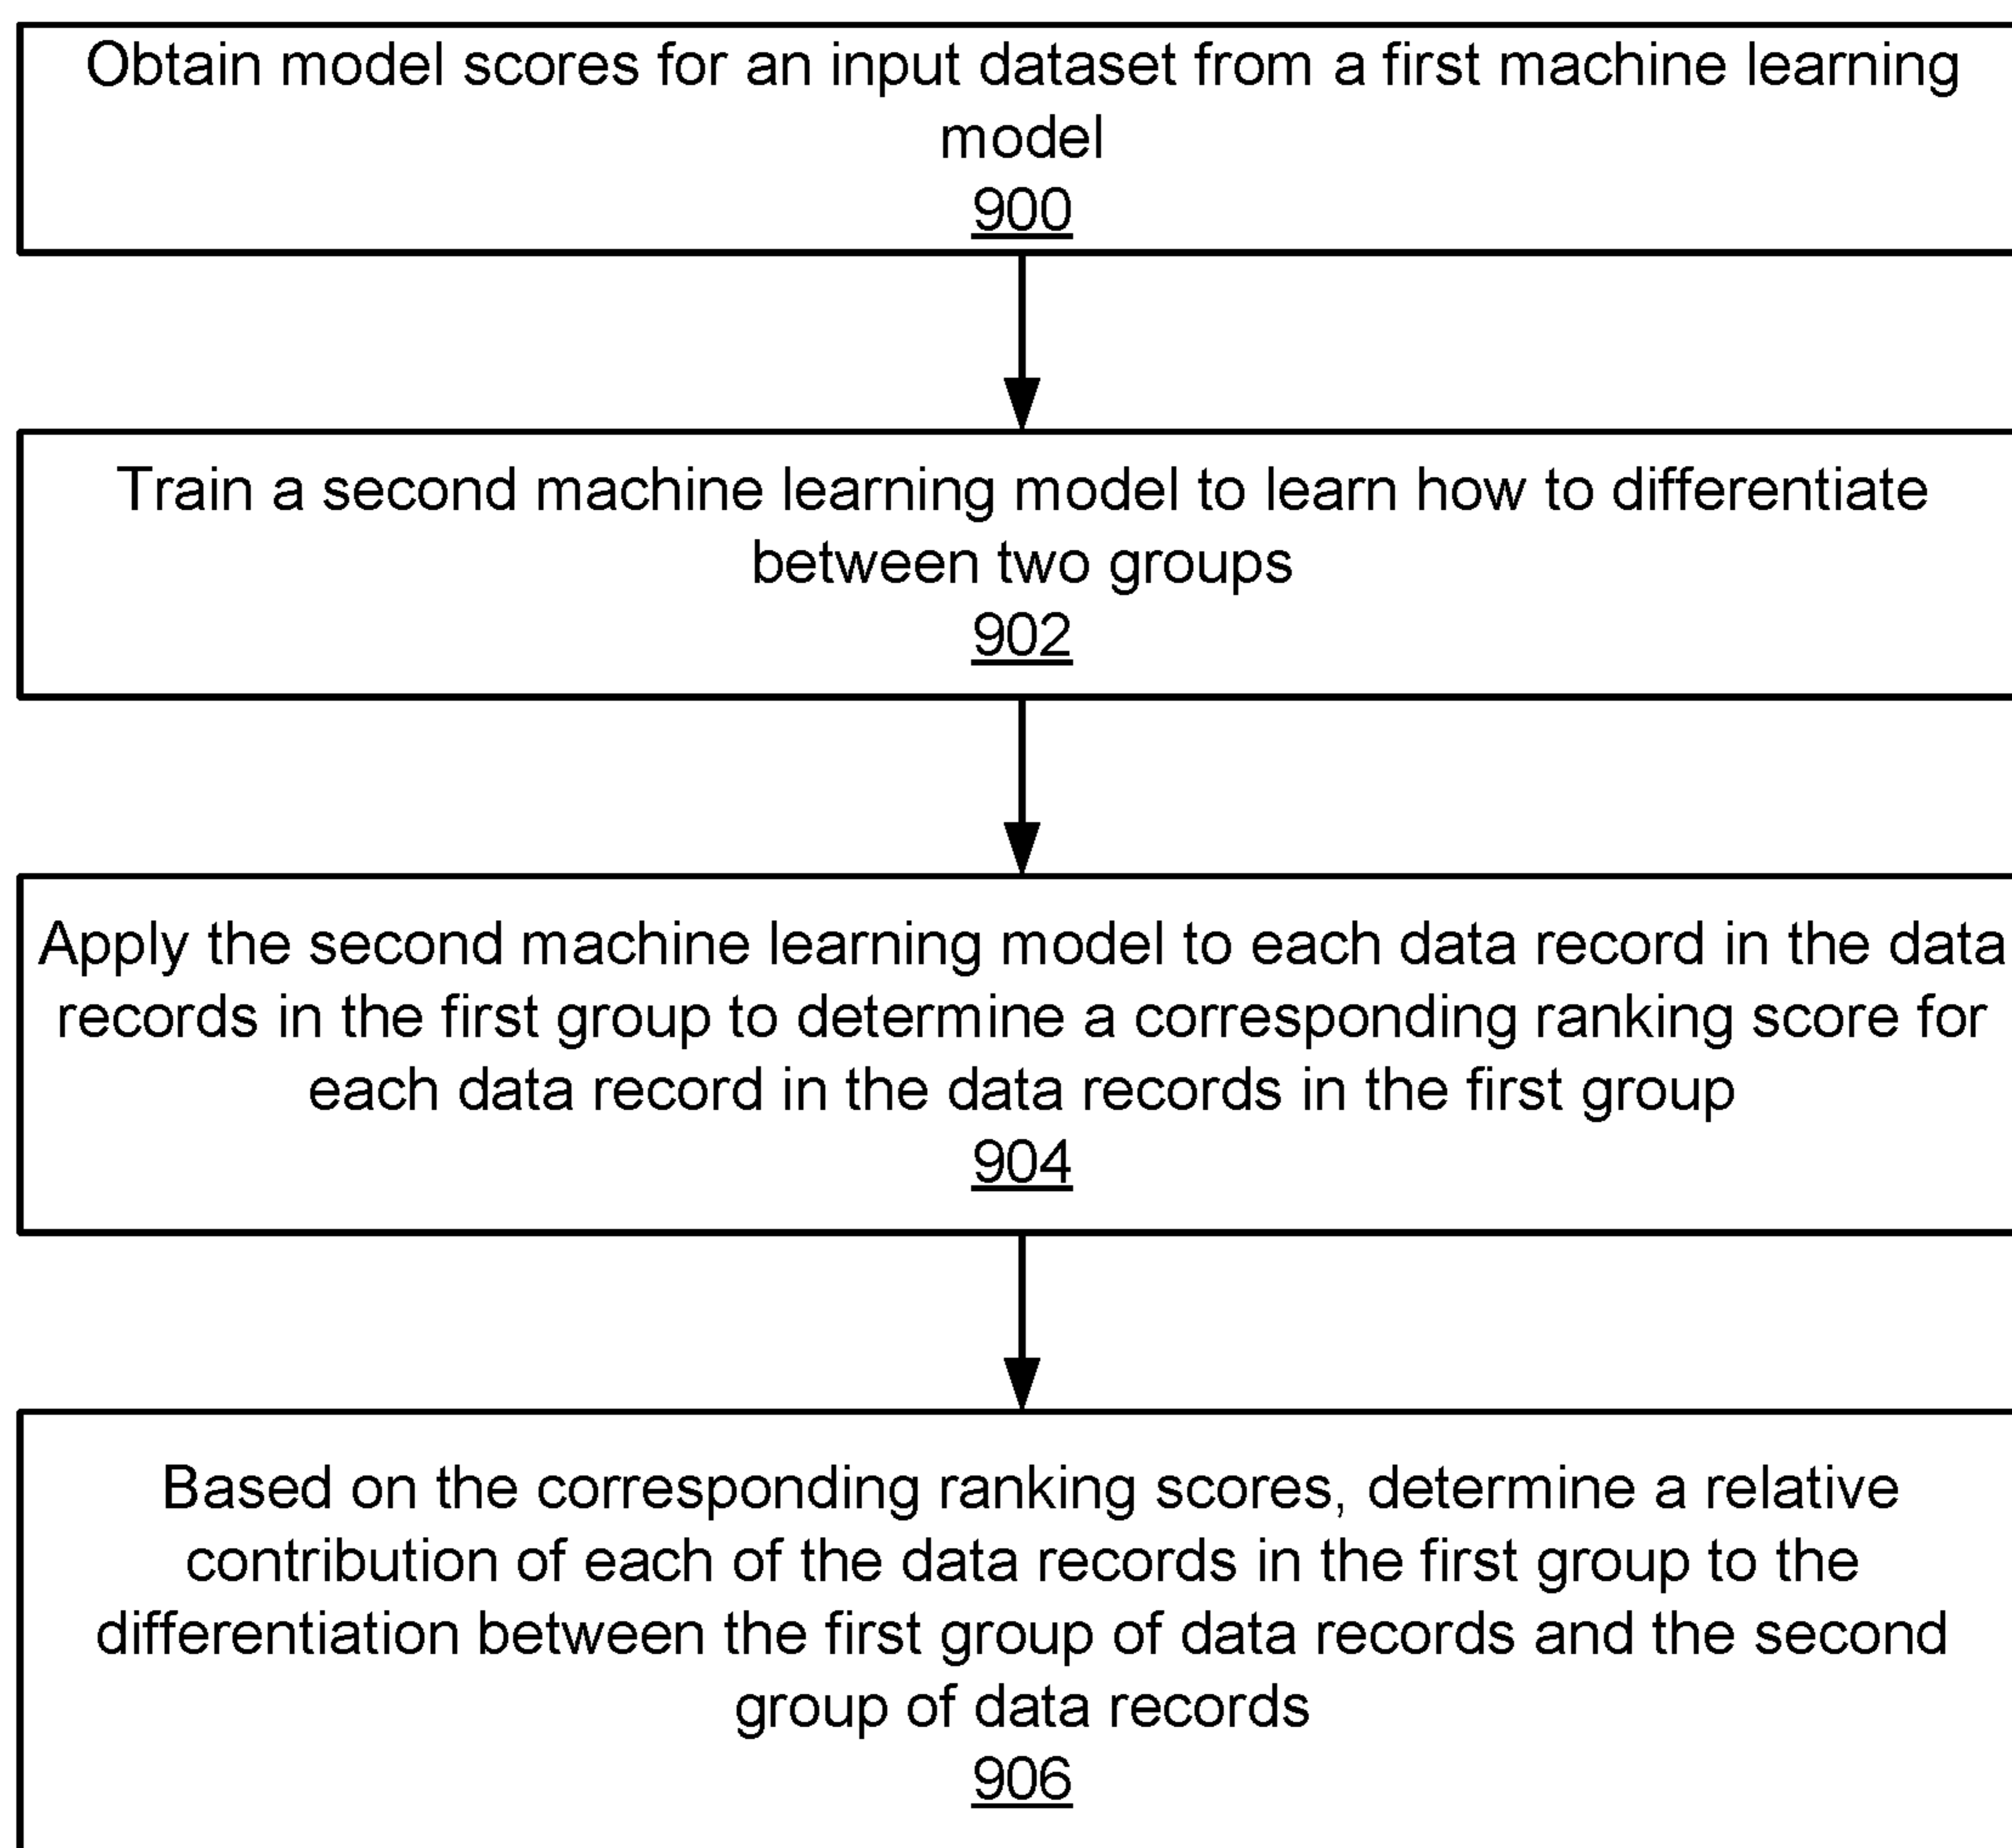 Obtain model scores for an input dataset from a first machine learning
model
900
Train a second machine learning model to learn how to differentiate
between two groups
902
Apply the second machine learning model to each data record in the data
records in the first group to determine a corresponding ranking score for
each data record in the data records in the first group
904
Based on the corresponding ranking scores, determine a relative
contribution of each of the data records in the first group to the
differentiation between the first group of data records and the second
group of data records
906